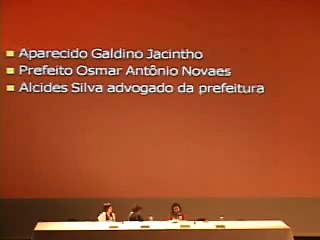 Aparecido Galdino Jacintho
Prefeito Osmar Antônio Novaes
Alcides Silva advogado da prefeitura